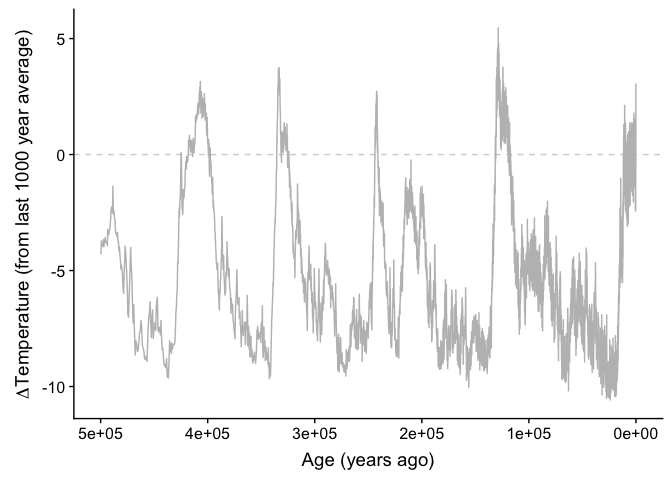 ΔTemperature (from last 1000 year average)
5
0
-5
-10
5e+05 4e+05 3e+05 2e+05 1e+05 0e+00
Age (years ago)